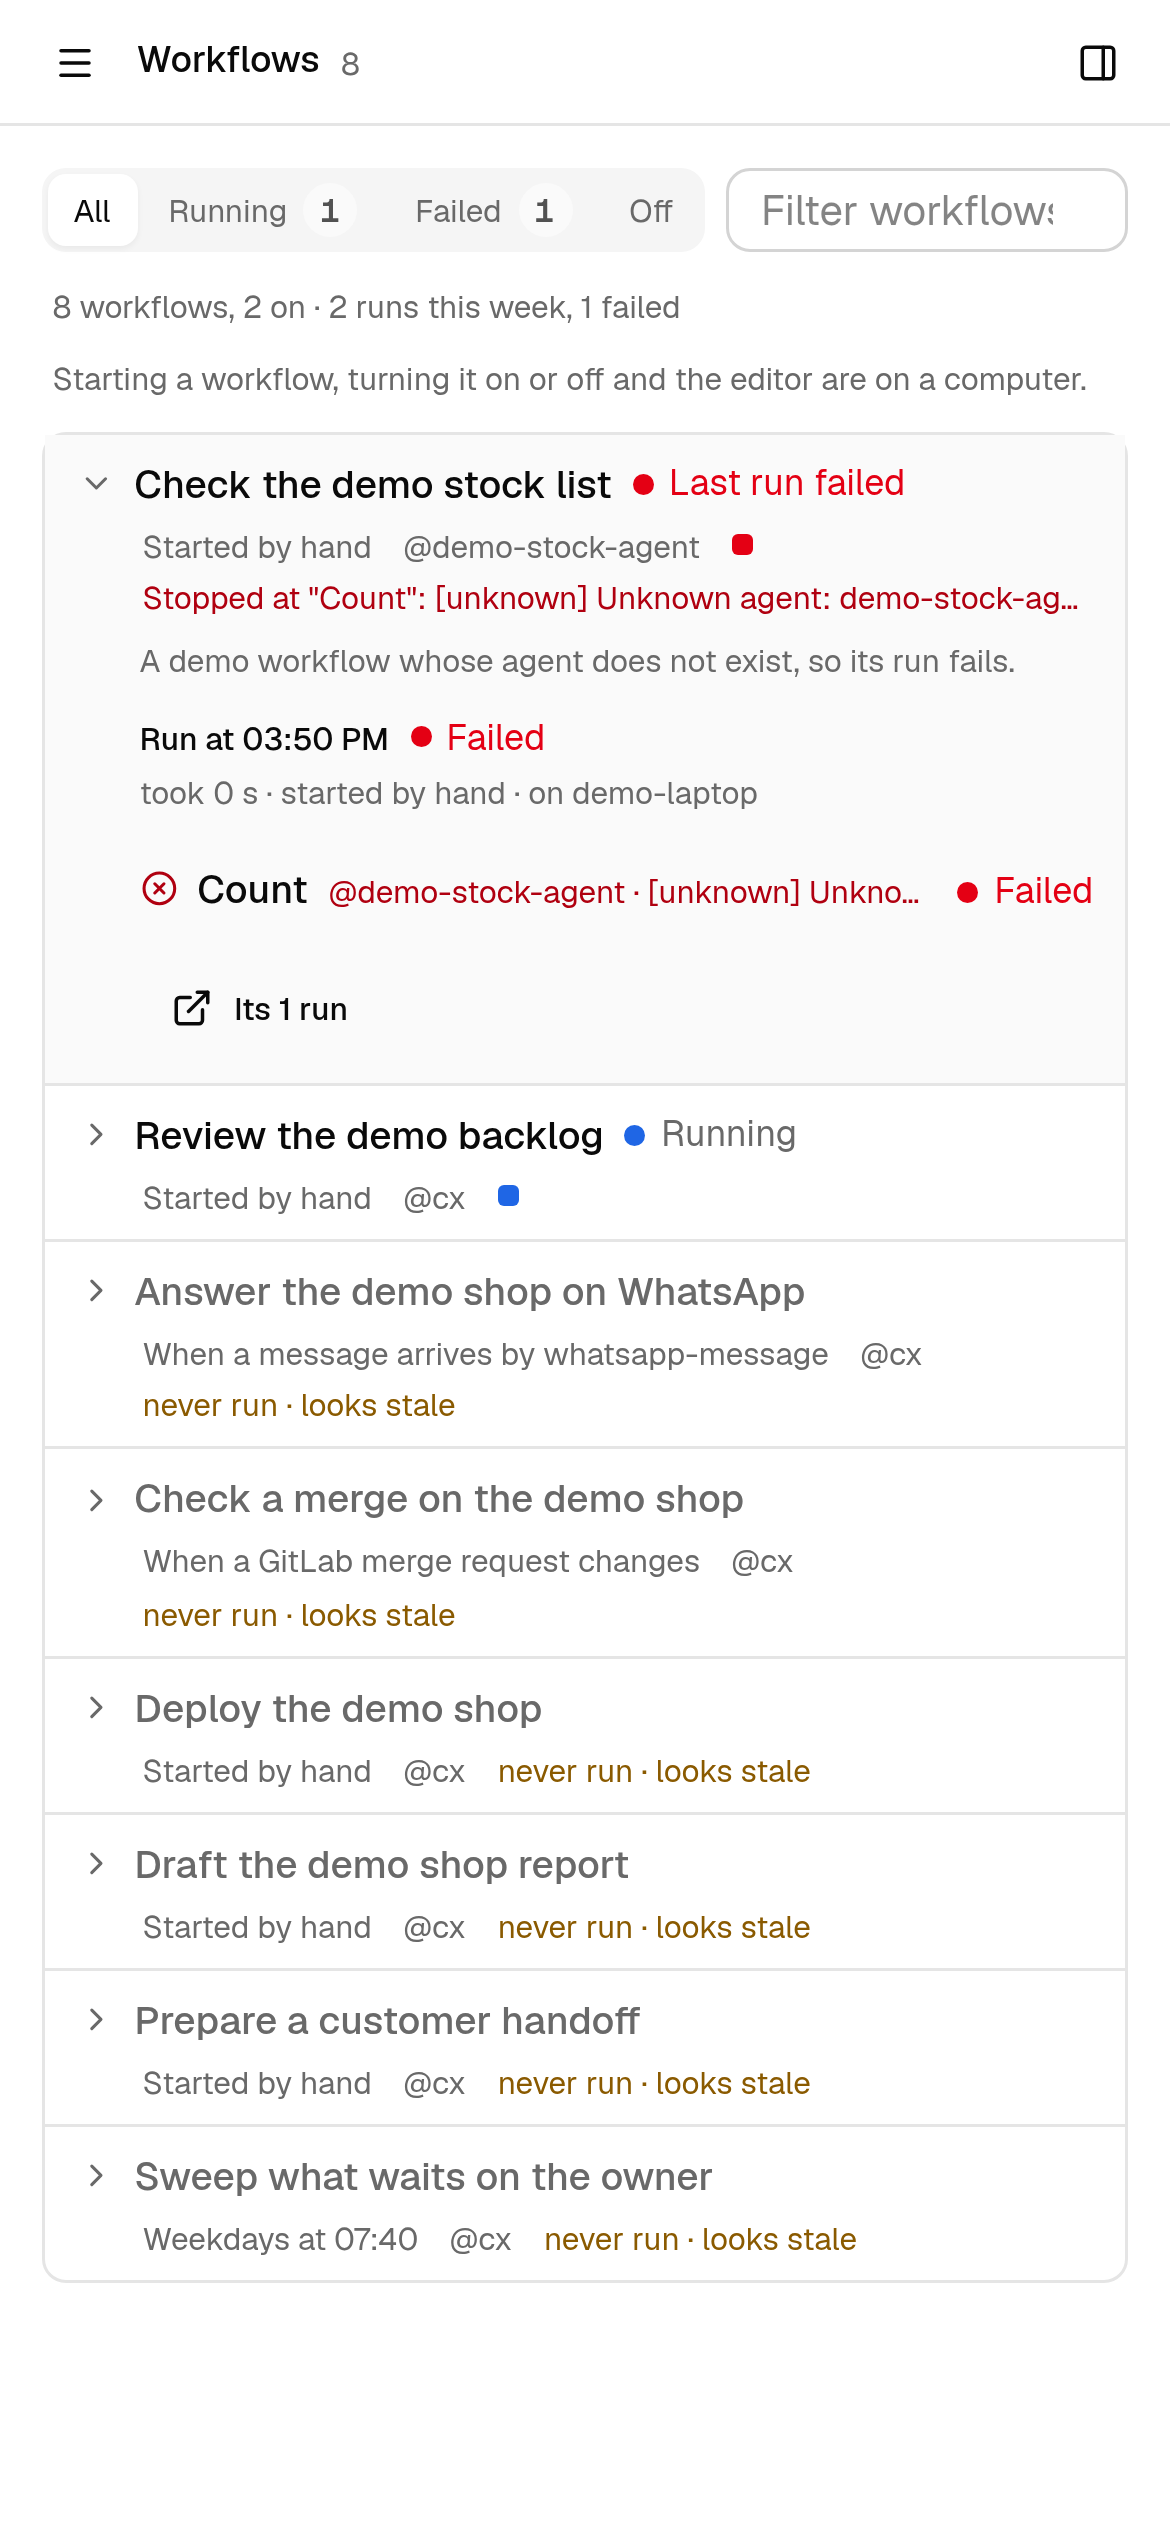 Workflows 8
All Running 1 Failed 1 Off Filter workflows
8 workflows, 2 on · 2 runs this week, 1 failed
Starting a workflow, turning it on or off and the editor are on a computer.
Check the demo stock list Last run failed
Started by hand @demo-stock-agent
Stopped at "Count": [unknown] Unknown agent: demo-stock-ag...
A demo workflow whose agent does not exist, so its run fails.
Run at 03:50 PM Failed
took 0 s · started by hand · on demo-laptop
Count @demo-stock-agent · [unknown] Unkno... Failed
Its 1 run
Review the demo backlog Running
Started by hand @cx
Answer the demo shop on WhatsApp
When a message arrives by whatsapp-message @cx
never run · looks stale
Check a merge on the demo shop
When a GitLab merge request changes @cx
never run · looks stale
Deploy the demo shop
Started by hand @cx never run · looks stale
Draft the demo shop report
Started by hand @cx never run · looks stale
Prepare a customer handoff
Started by hand @cx never run · looks stale
Sweep what waits on the owner
Weekdays at 07:40 @cx never run · looks stale